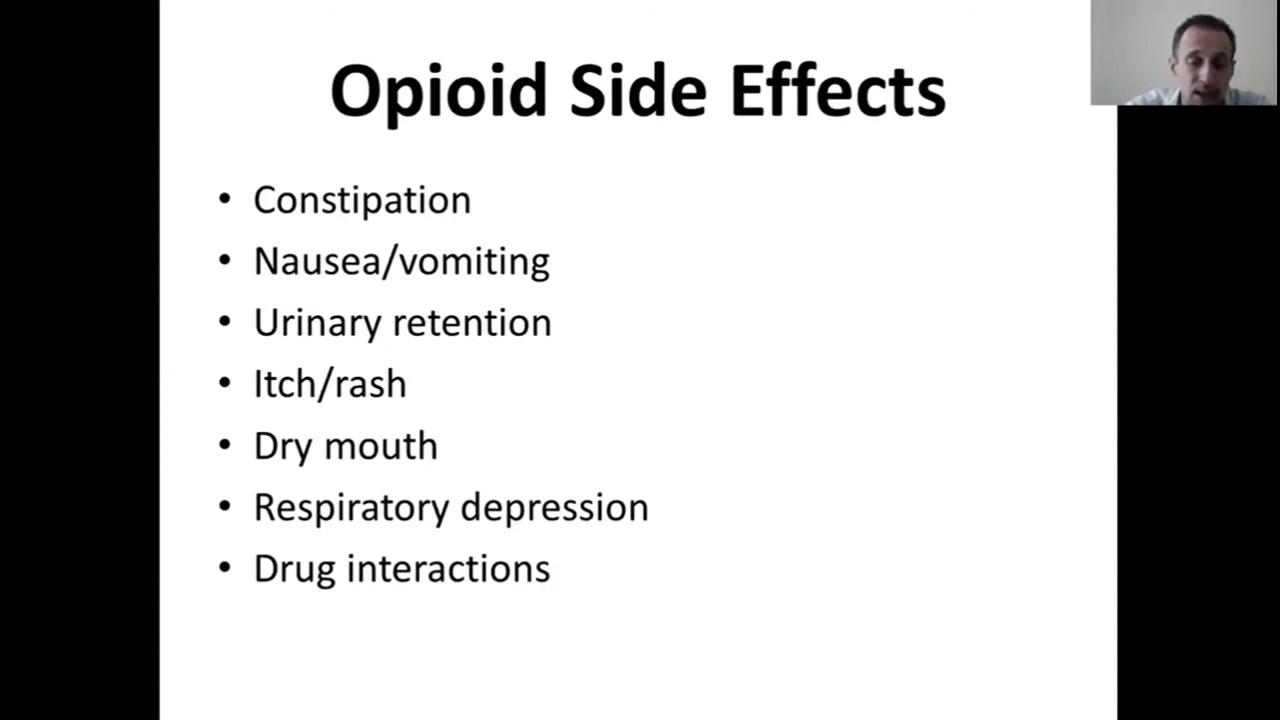 Opioid Side Effects
• Constipation
• Nausea/vomiting
• Urinary retention
• Itch/rash
• Dry mouth
• Respiratory depression
• Drug interactions